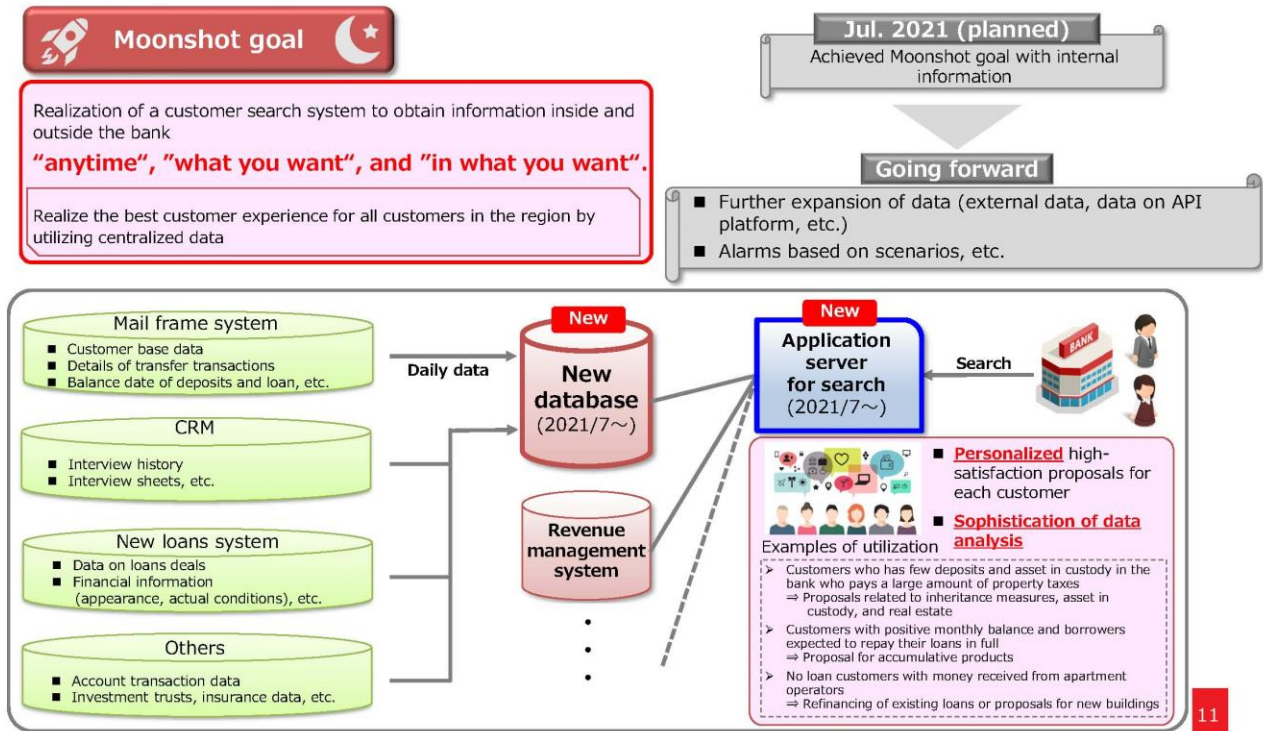 Moonshot goal
Realization of a customer search system to obtain information inside and
outside the bank
“anytime“, ”what you want“, and ”in what you want“.
Realize the best customer experience for all customers in the region by
utilizing centralized data
Jul. 2021 (planned)
Achieved Moonshot goal with internal
information
Going forward
■ Further expansion of data (external data, data on API
platform, etc.)
■ Alarms based on scenarios, etc.
Mail frame system
■ Customer base data
■ Details of transfer transactions
■ Balance date of deposits and loan, etc.
CRM
■ Interview history
■ Interview sheets, etc.
New loans system
■ Data on loans deals
■ Financial information
(appearance, actual conditions), etc.
Others
■ Account transaction data
■ Investment trusts, insurance data, etc.
Daily data
New
New
database
(2021/7～)
Revenue
management
system
New
Application
server
for search
(2021/7～)
Search
BANK
■ Personalized high-
satisfaction proposals for
each customer
■ Sophistication of data
analysis
Examples of utilization
➢ Customers who has few deposits and asset in custody in the
bank who pays a large amount of property taxes
⇒ Proposals related to inheritance measures, asset in
custody, and real estate
➢ Customers with positive monthly balance and borrowers
expected to repay their loans in full
⇒ Proposal for accumulative products
➢ No loan customers with money received from apartment
operators
⇒ Refinancing of existing loans or proposals for new buildings
11